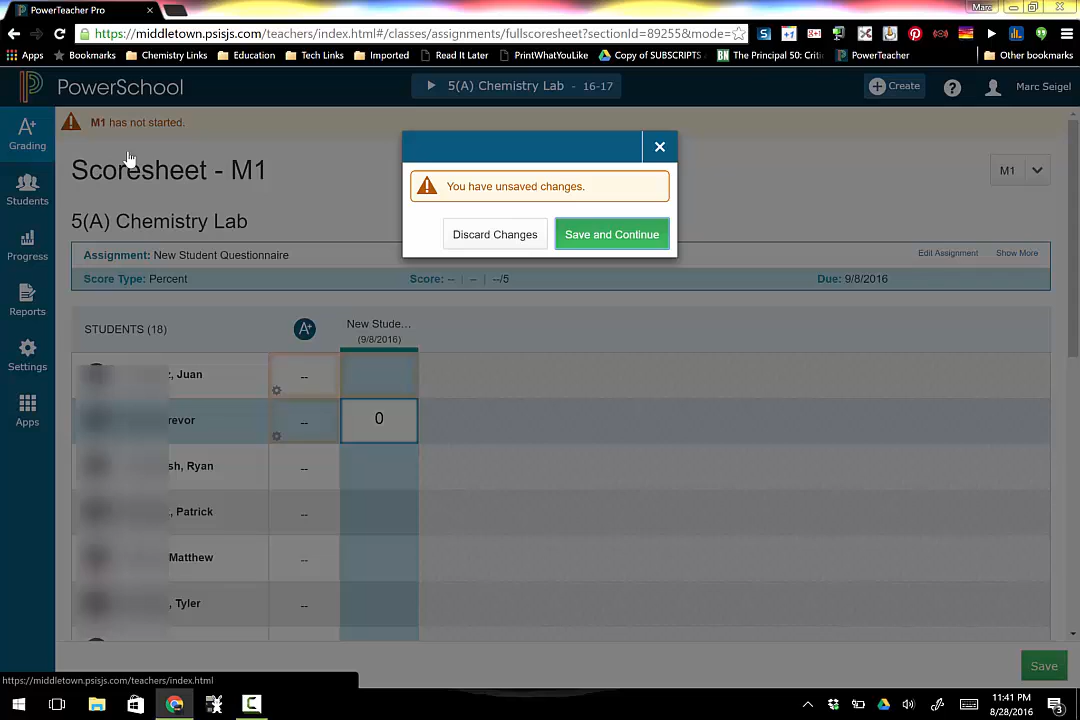 PowerTeacher Pro
Marc
https://middletown.psisjs.com/teachers/index.html#/classes/assignments/fullscoresheet?sectionId=89255&mode=
Apps
Bookmarks
Chemistry Links
Education
Tech Links
Imported
Read It Later
PrintWhatYouLike
Copy of SUBSCRIPTS
The Principal 50: Criti
PowerTeacher
Other bookmarks
PowerSchool
5(A) Chemistry Lab - 16-17
Create
?
Marc Seigel
A+
Grading
Students
Progress
Reports
Settings
Apps
M1 has not started.
Scoresheet - M1
M1
You have unsaved changes.
Discard Changes
Save and Continue
5(A) Chemistry Lab
Assignment: New Student Questionnaire
Edit Assignment
Show More
Score Type: Percent
Score: -- | -- | --/5
Due: 9/8/2016
STUDENTS (18)
A+
New Stude...
(9/8/2016)
, Juan
--
revor
--
0
sh, Ryan
--
, Patrick
--
Matthew
--
, Tyler
--
Save
https://middletown.psisjs.com/teachers/index.html
11:41 PM
8/28/2016
3